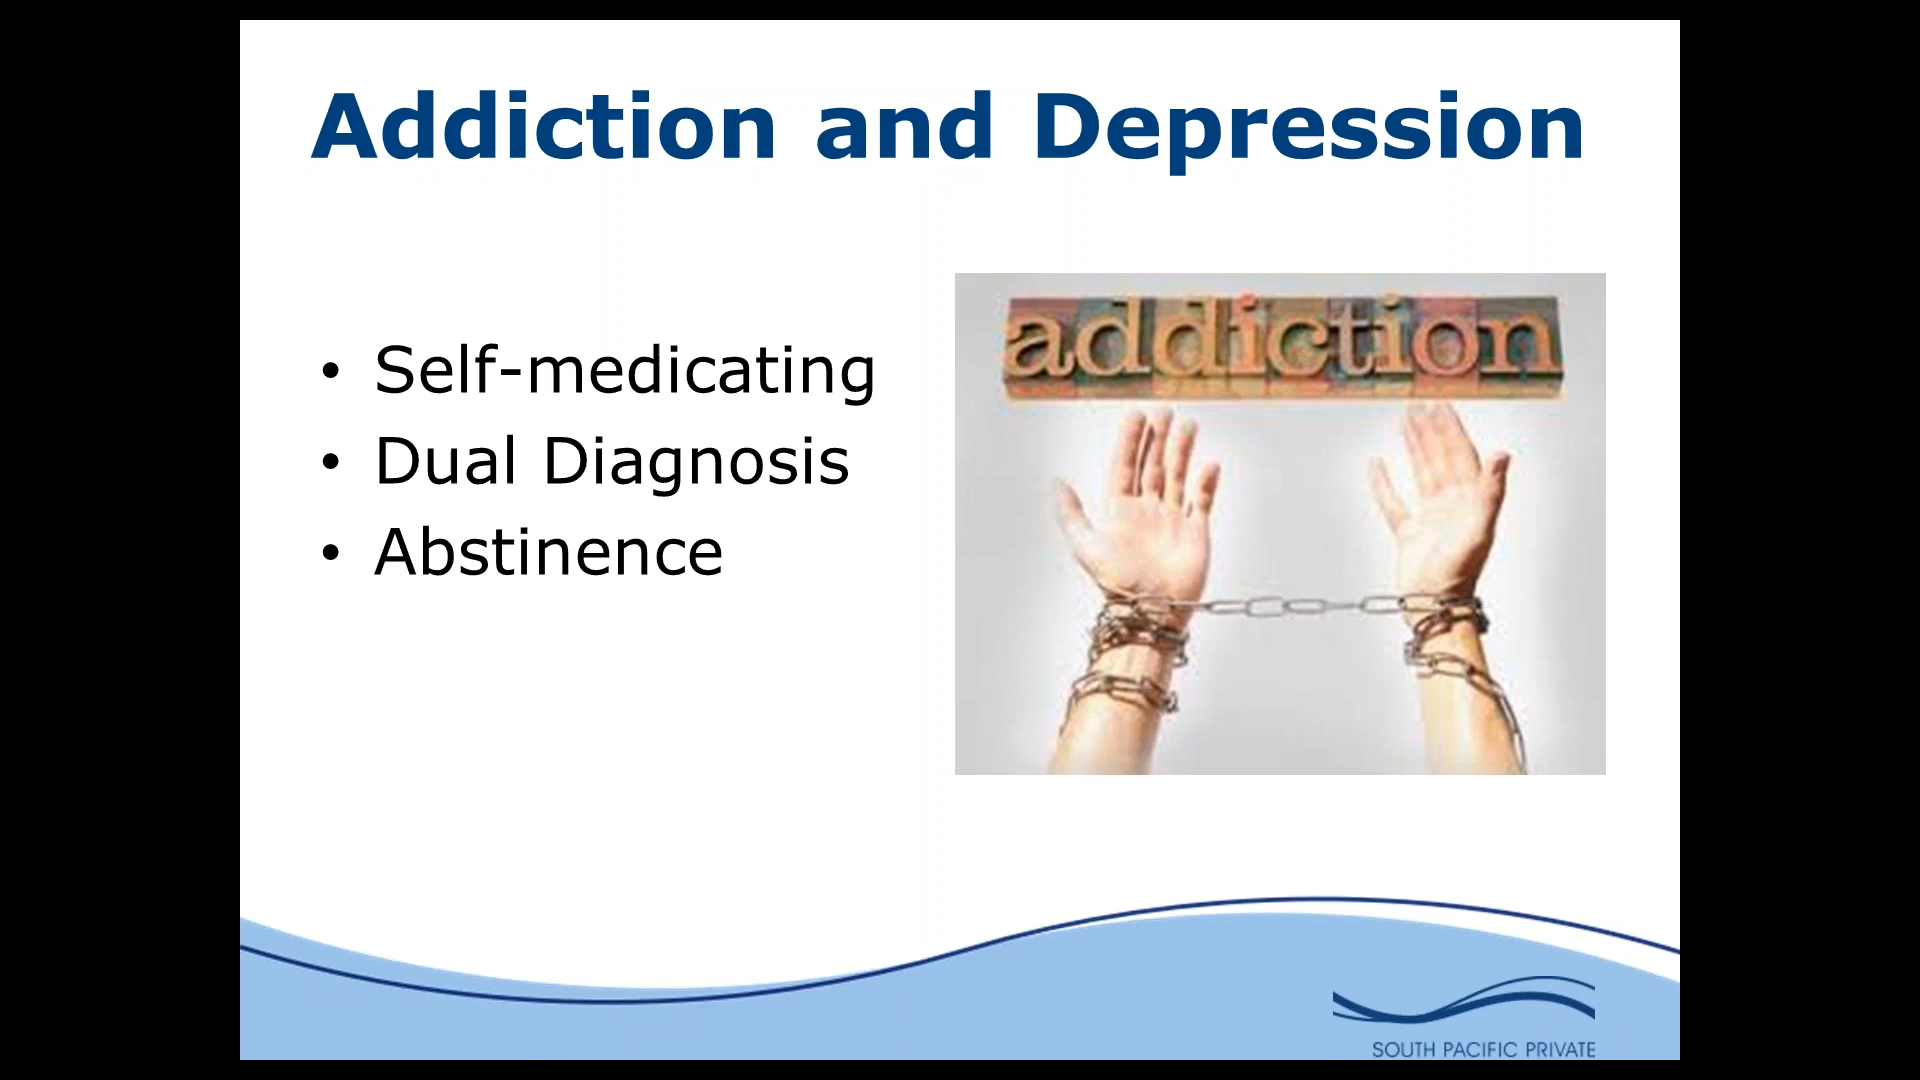 Addiction and Depression
• Self-medicating
• Dual Diagnosis
• Abstinence
addiction
SOUTH PACIFIC PRIVATE